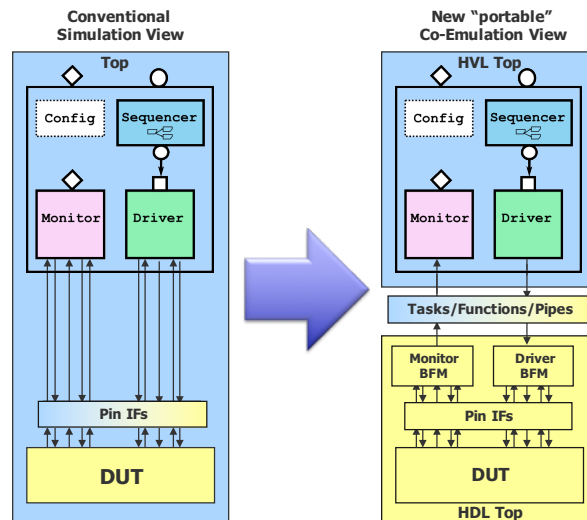 Conventional
Simulation View
Top
Config
Sequencer
Monitor
Driver
Pin IFs
DUT
New “portable”
Co-Emulation View
HVL Top
Config
Sequencer
Monitor
Driver
Tasks/Functions/Pipes
Monitor
BFM
Driver
BFM
Pin IFs
DUT
HDL Top